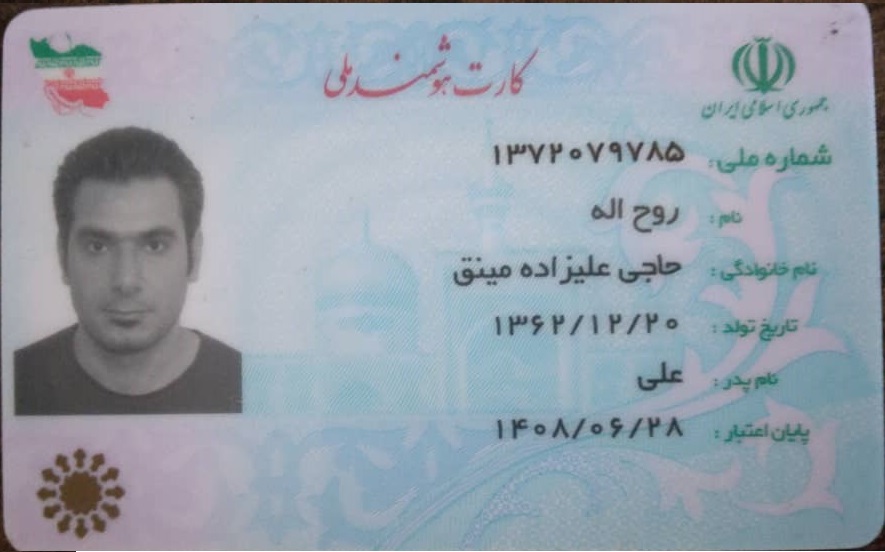 کارت هوشمند ملی
جمهوری اسلامی ایران
شماره ملی: ۱۳۷۲۰۷۹۷۸۵
نام: روح اله
نام خانوادگی: حاجی علیزاده مینق
تاریخ تولد: ۱۳۶۲/۱۲/۲۰
نام پدر: علی
پایان اعتبار: ۱۴۰۸/۰۶/۲۸